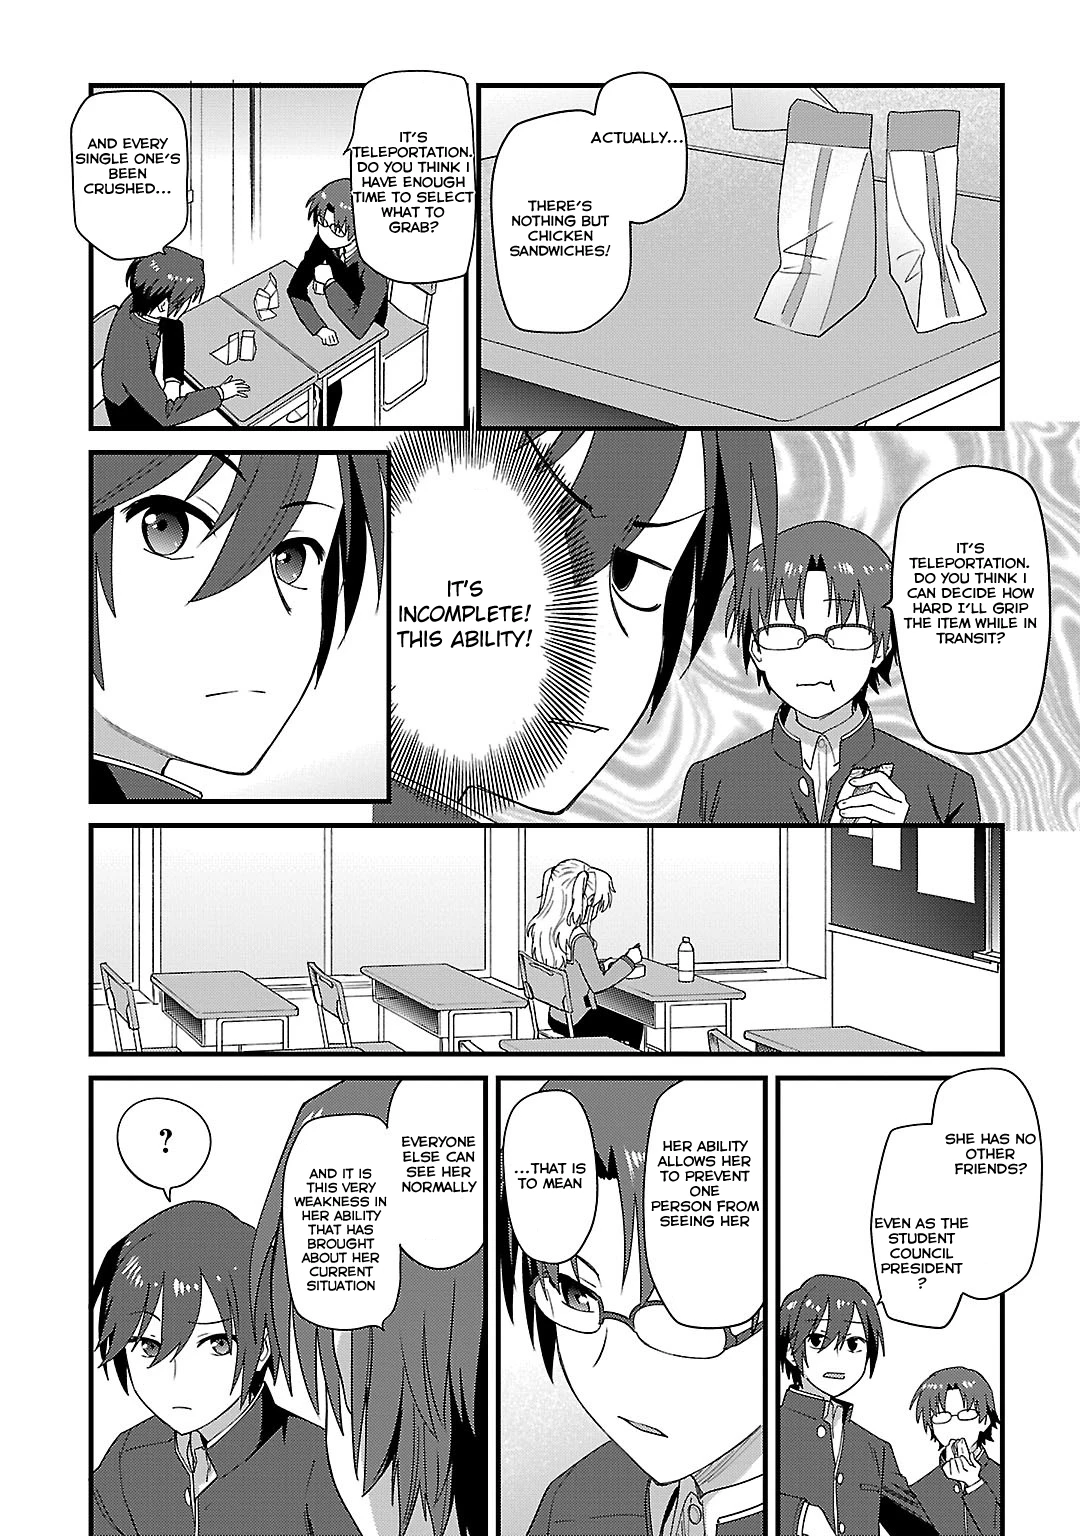 ACTUALLY...
THERE'S
NOTHING BUT
CHICKEN
SANDWICHES!
IT'S
TELEPORTATION.
DO YOU THINK I
HAVE ENOUGH
TIME TO SELECT
WHAT TO
GRAB?
AND EVERY
SINGLE ONE'S
BEEN
CRUSHED...
IT'S
TELEPORTATION.
DO YOU THINK I
CAN DECIDE HOW
HARD I'LL GRIP
THE ITEM WHILE IN
TRANSIT?
IT'S
INCOMPLETE!
THIS ABILITY!
SHE HAS NO
OTHER
FRIENDS?
EVEN AS THE
STUDENT
COUNCIL
PRESIDENT
?
HER ABILITY
ALLOWS HER
TO PREVENT
ONE
PERSON FROM
SEEING HER
...THAT IS
TO MEAN
EVERYONE
ELSE CAN
SEE HER
NORMALLY
AND IT IS
THIS VERY
WEAKNESS IN
HER ABILITY
THAT HAS
BROUGHT
ABOUT HER
CURRENT
SITUATION
?